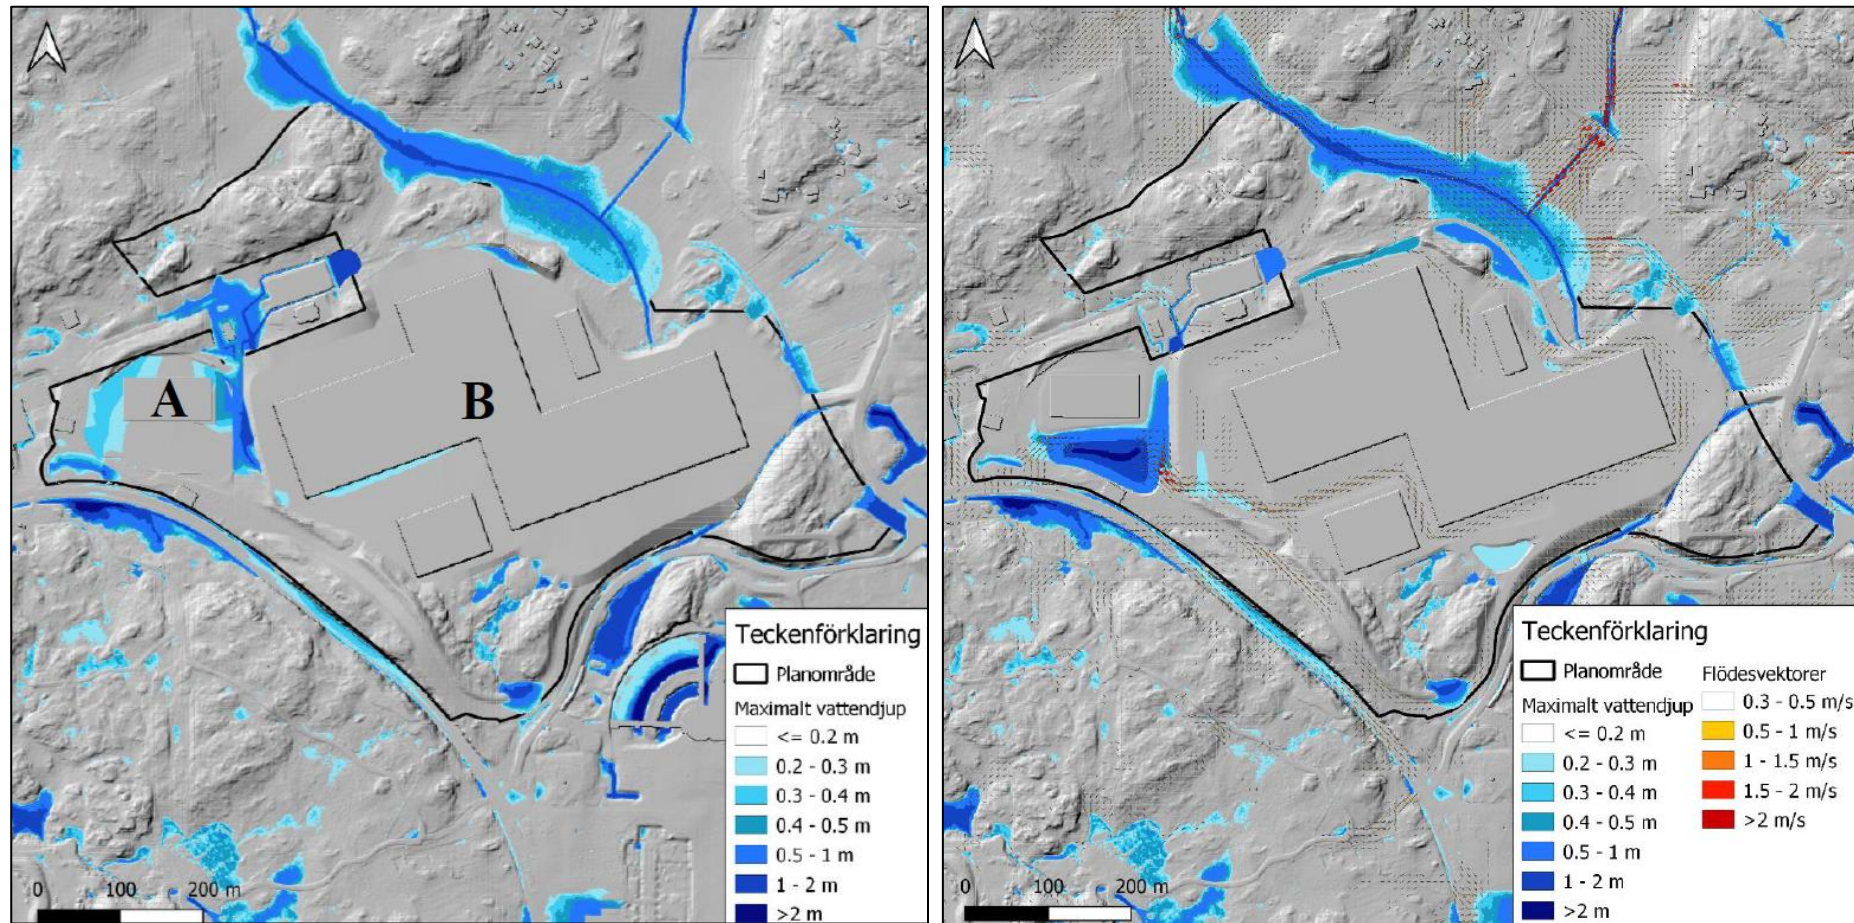 A
B
Teckenförklaring
Planområde
Maximalt vattendjup
<= 0.2 m
0.2 - 0.3 m
0.3 - 0.4 m
0.4 - 0.5 m
0.5 - 1 m
1 - 2 m
>2 m
0 100 200 m
Teckenförklaring
Planområde
Maximalt vattendjup
<= 0.2 m
0.2 - 0.3 m
0.3 - 0.4 m
0.4 - 0.5 m
0.5 - 1 m
1 - 2 m
>2 m
Flödesvektorer
0.3 - 0.5 m/s
0.5 - 1 m/s
1 - 1.5 m/s
1.5 - 2 m/s
>2 m/s
0 100 200 m